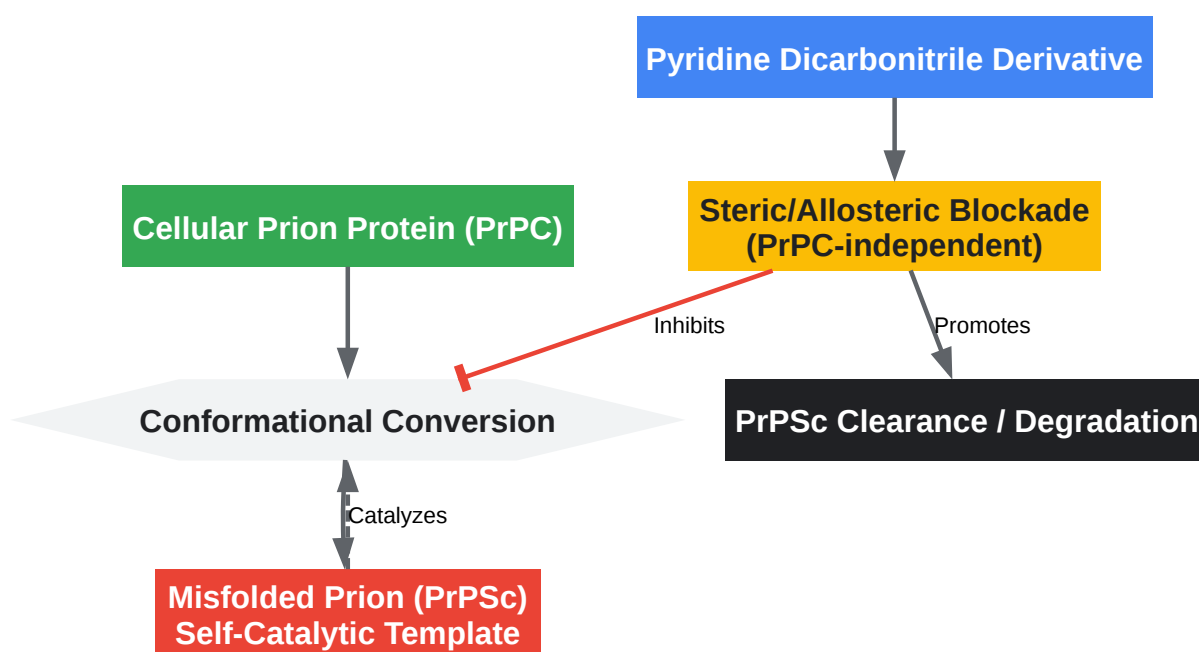 Pyridine Dicarbonitrile Derivative
Cellular Prion Protein (PrPC)
Steric/Allosteric Blockade
(PrPC-independent)
Inhibits
Promotes
Conformational Conversion
PrPSc Clearance / Degradation
Catalyzes
Misfolded Prion (PrPSc)
Self-Catalytic Template